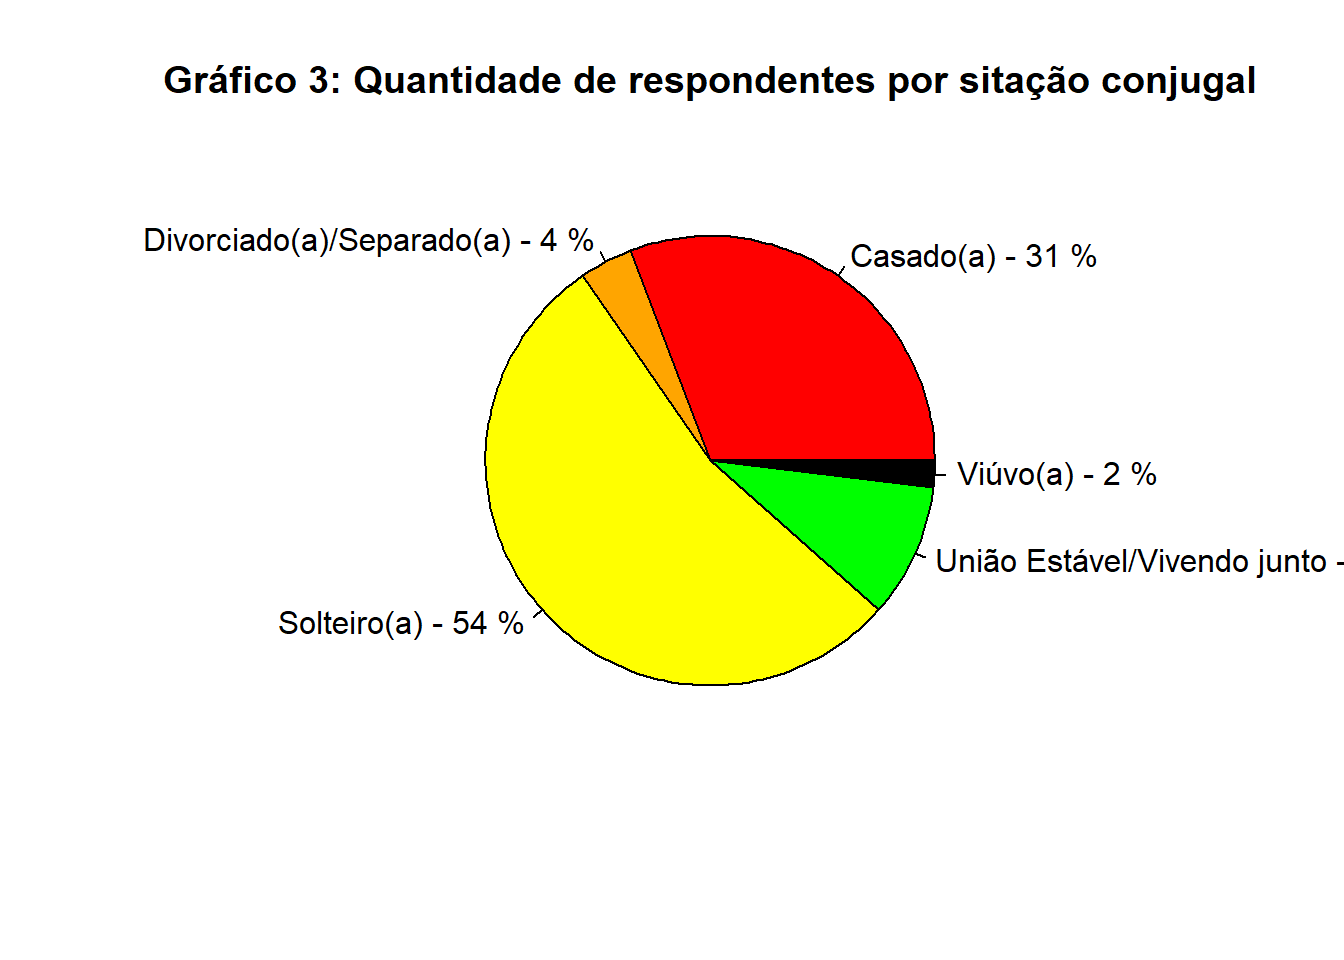 Gráfico 3: Quantidade de respondentes por sitação conjugal
Divorciado(a)/Separado(a) - 4 %
Casado(a) - 31 %
Viúvo(a) - 2 %
União Estável/Vivendo junto -
Solteiro(a) - 54 %